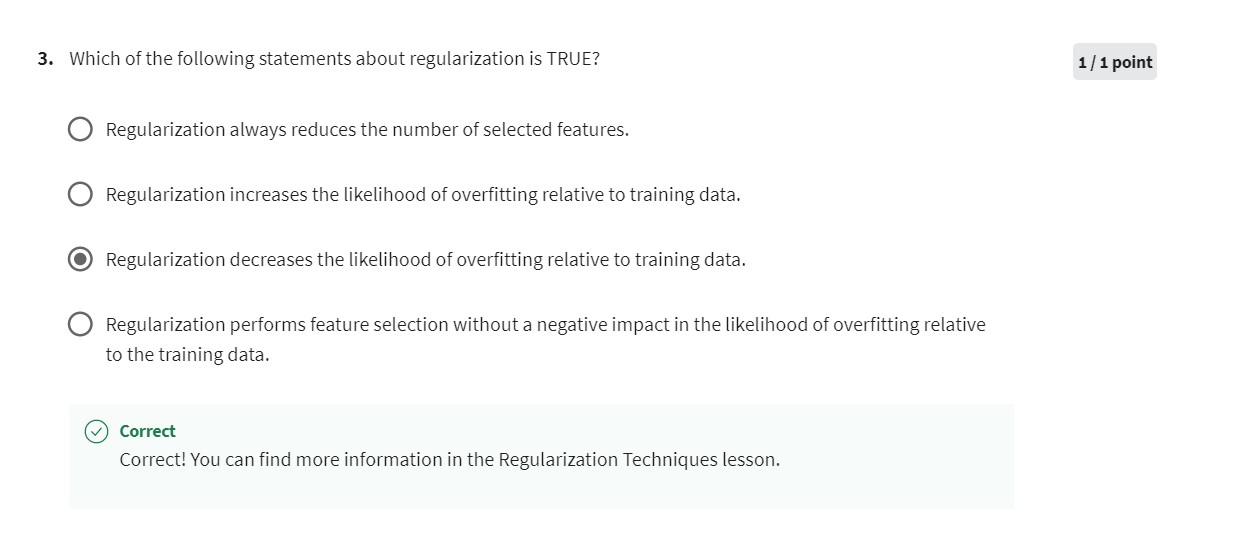 3. Which of the following statements about regularization is TRUE?
1 / 1 point
Regularization always reduces the number of selected features.
Regularization increases the likelihood of overfitting relative to training data.
Regularization decreases the likelihood of overfitting relative to training data.
Regularization performs feature selection without a negative impact in the likelihood of overfitting relative
to the training data.
Correct
Correct! You can find more information in the Regularization Techniques lesson.